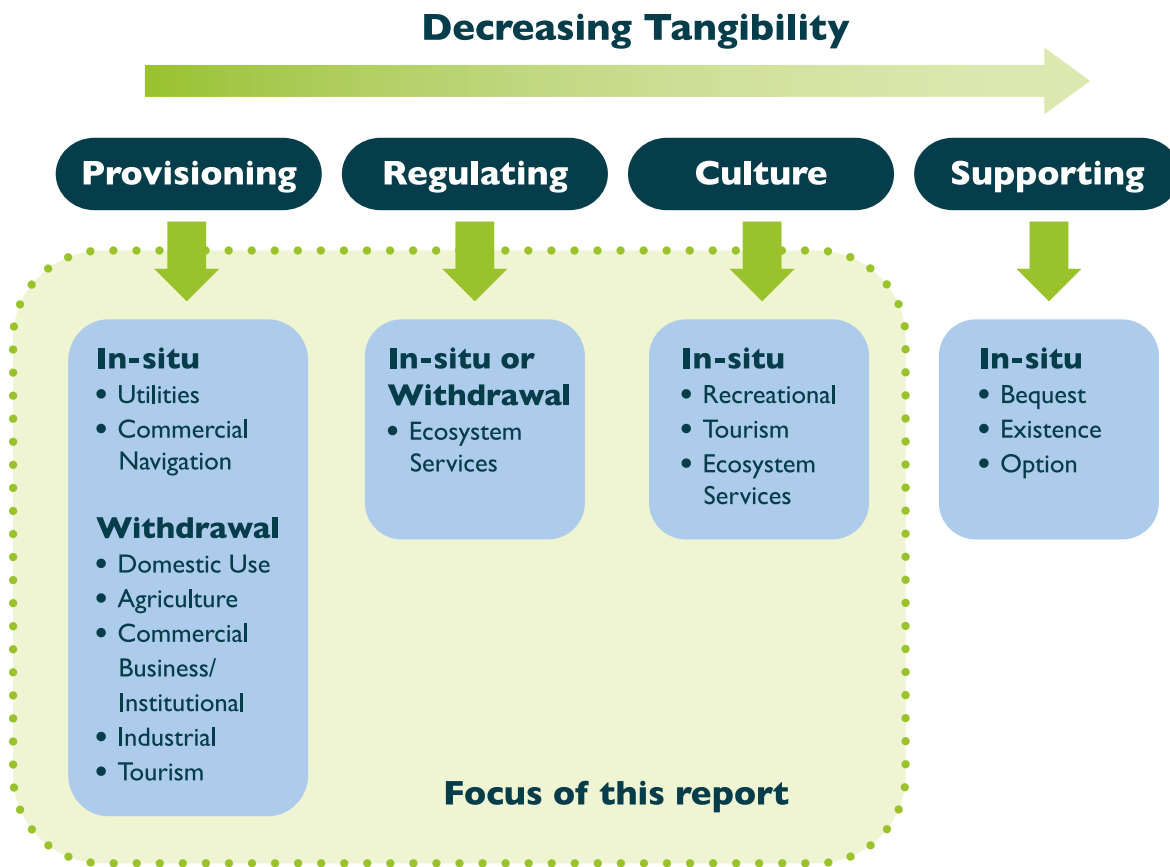 Decreasing Tangibility
Provisioning
Regulating
Culture
Supporting
In-situ
• Utilities
• Commercial
Navigation
Withdrawal
• Domestic Use
• Agriculture
• Commercial
Business/
Institutional
• Industrial
• Tourism
In-situ or
Withdrawal
• Ecosystem
Services
In-situ
• Recreational
• Tourism
• Ecosystem
Services
In-situ
• Bequest
• Existence
• Option
Focus of this report